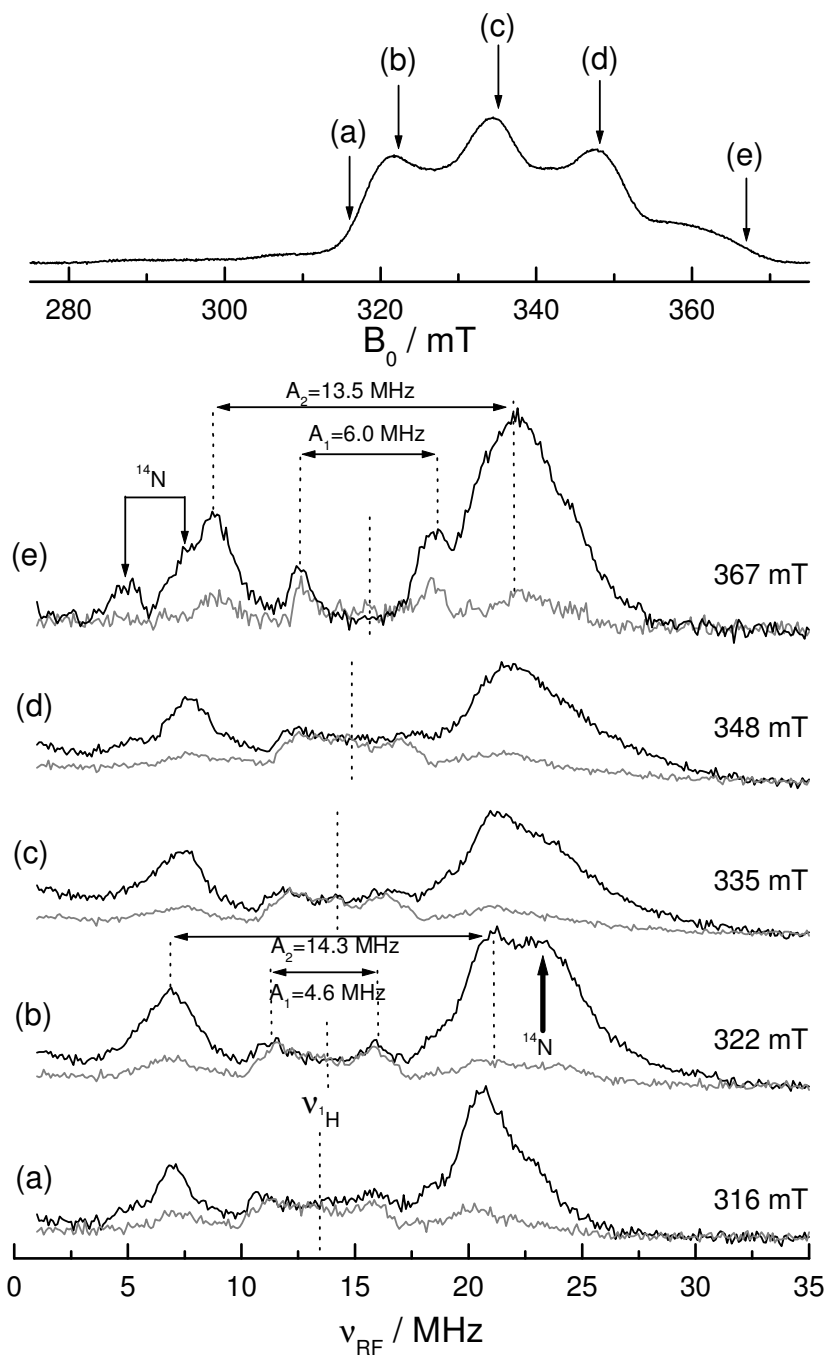 (a)
(b)
(c)
(d)
(e)
280 300 320 340 360
B₀ / mT
A₂=13.5 MHz
A₁=6.0 MHz
¹⁴N
(e)
367 mT
(d)
348 mT
(c)
335 mT
A₂=14.3 MHz
A₁=4.6 MHz
(b)
¹⁴N
322 mT
ν₁H
(a)
316 mT
0 5 10 15 20 25 30 35
ν_RF / MHz